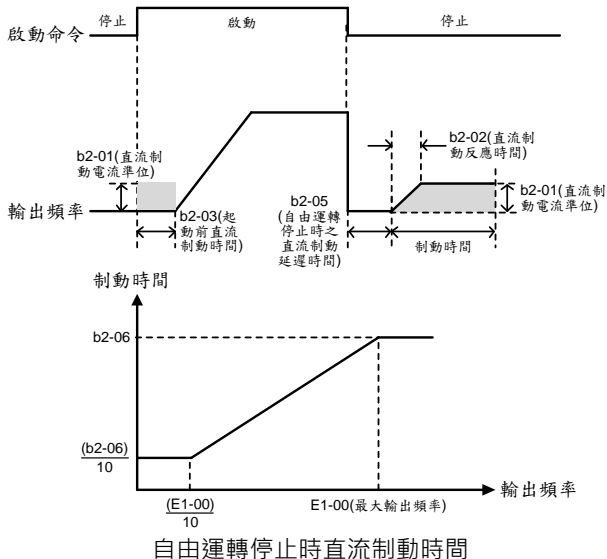 停止
啟動
停止
啟動命令
b2-01(直流制
動電流準位)
b2-02(直流制
動反應時間)
b2-01(直流制
動電流準位)
輸出頻率
b2-03(起
動前直流
制動時間)
b2-05
(自由運轉
停止時之
直流制動
延遲時間)
制動時間
制動時間
b2-06
(b2-06)
10
(E1-00)
10
E1-00(最大輸出頻率)
輸出頻率
自由運轉停止時直流制動時間